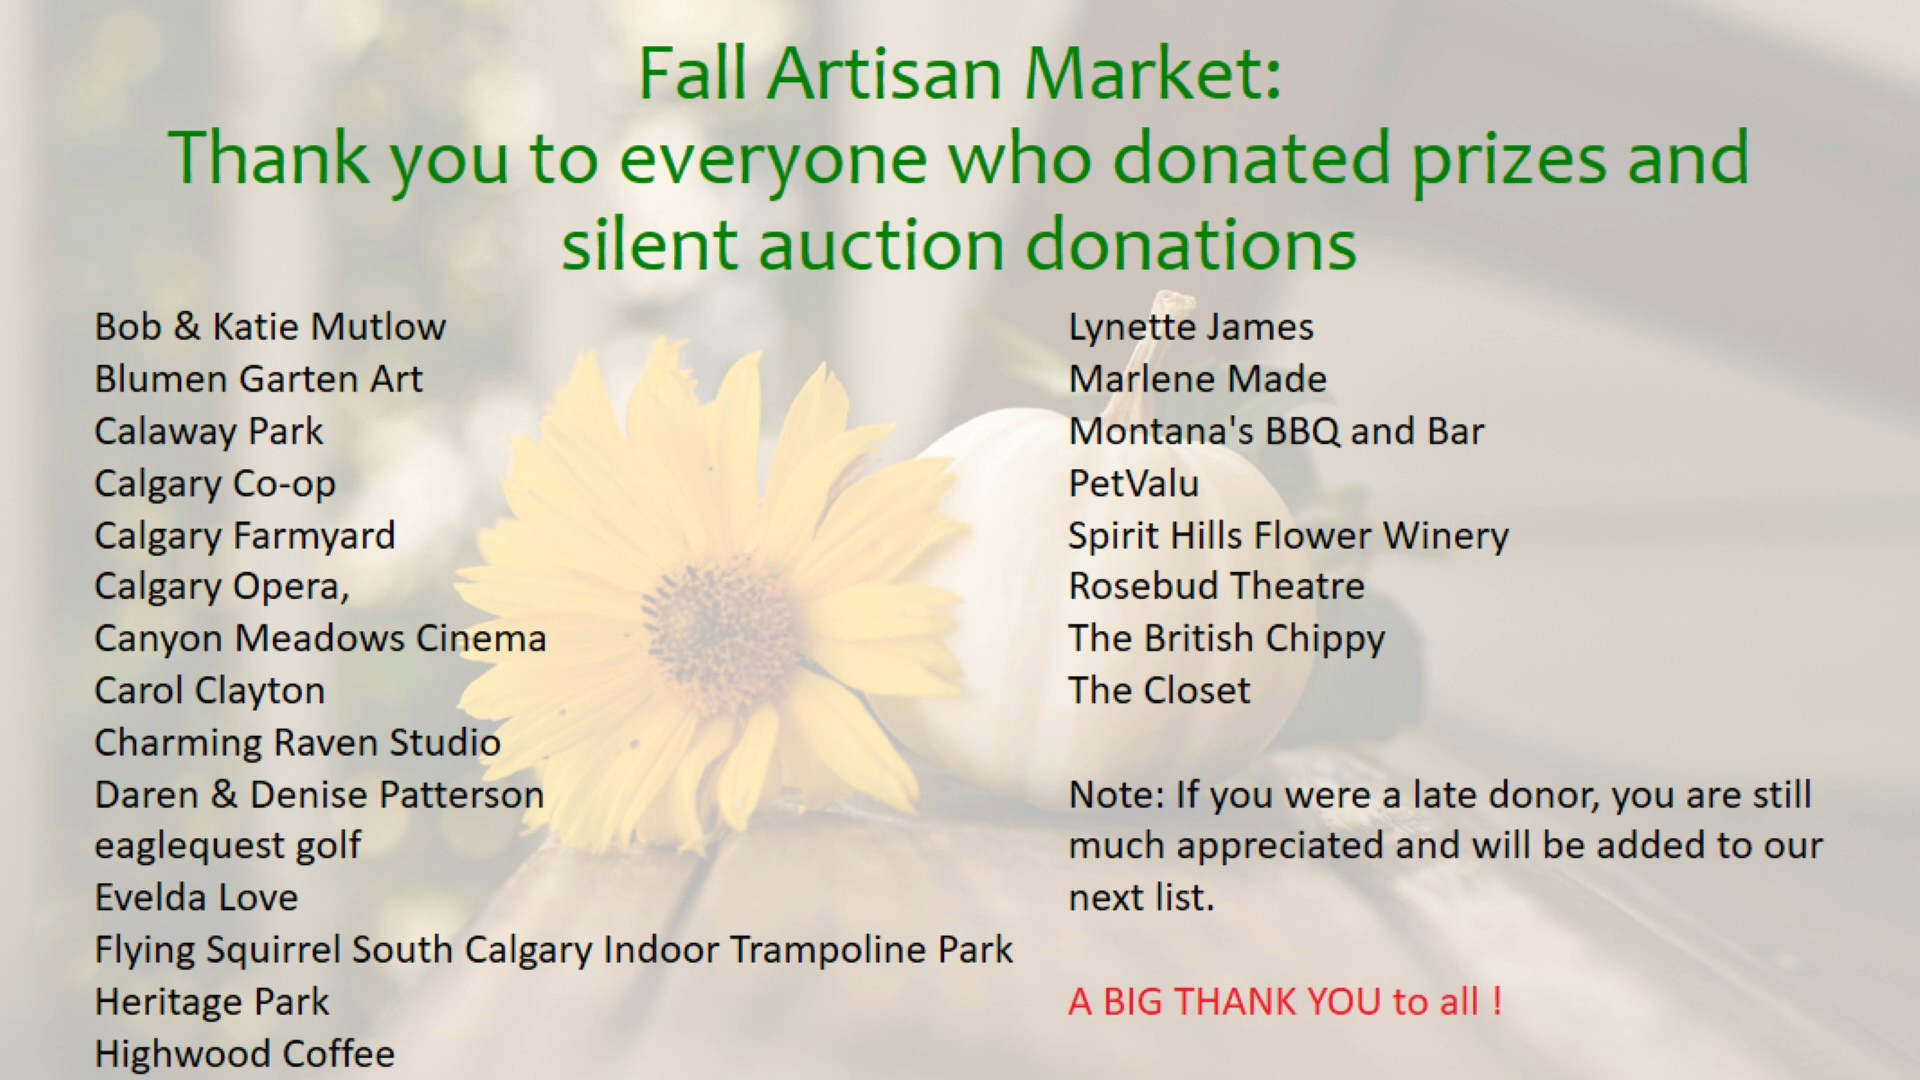 Fall Artisan Market:
Thank you to everyone who donated prizes and
silent auction donations
Bob & Katie Mutlow
Blumen Garten Art
Calaway Park
Calgary Co-op
Calgary Farmyard
Calgary Opera,
Canyon Meadows Cinema
Carol Clayton
Charming Raven Studio
Daren & Denise Patterson
eaglequest golf
Evelda Love
Flying Squirrel South Calgary Indoor Trampoline Park
Heritage Park
Highwood Coffee
Lynette James
Marlene Made
Montana's BBQ and Bar
PetValu
Spirit Hills Flower Winery
Rosebud Theatre
The British Chippy
The Closet
Note: If you were a late donor, you are still
much appreciated and will be added to our
next list.
A BIG THANK YOU to all !